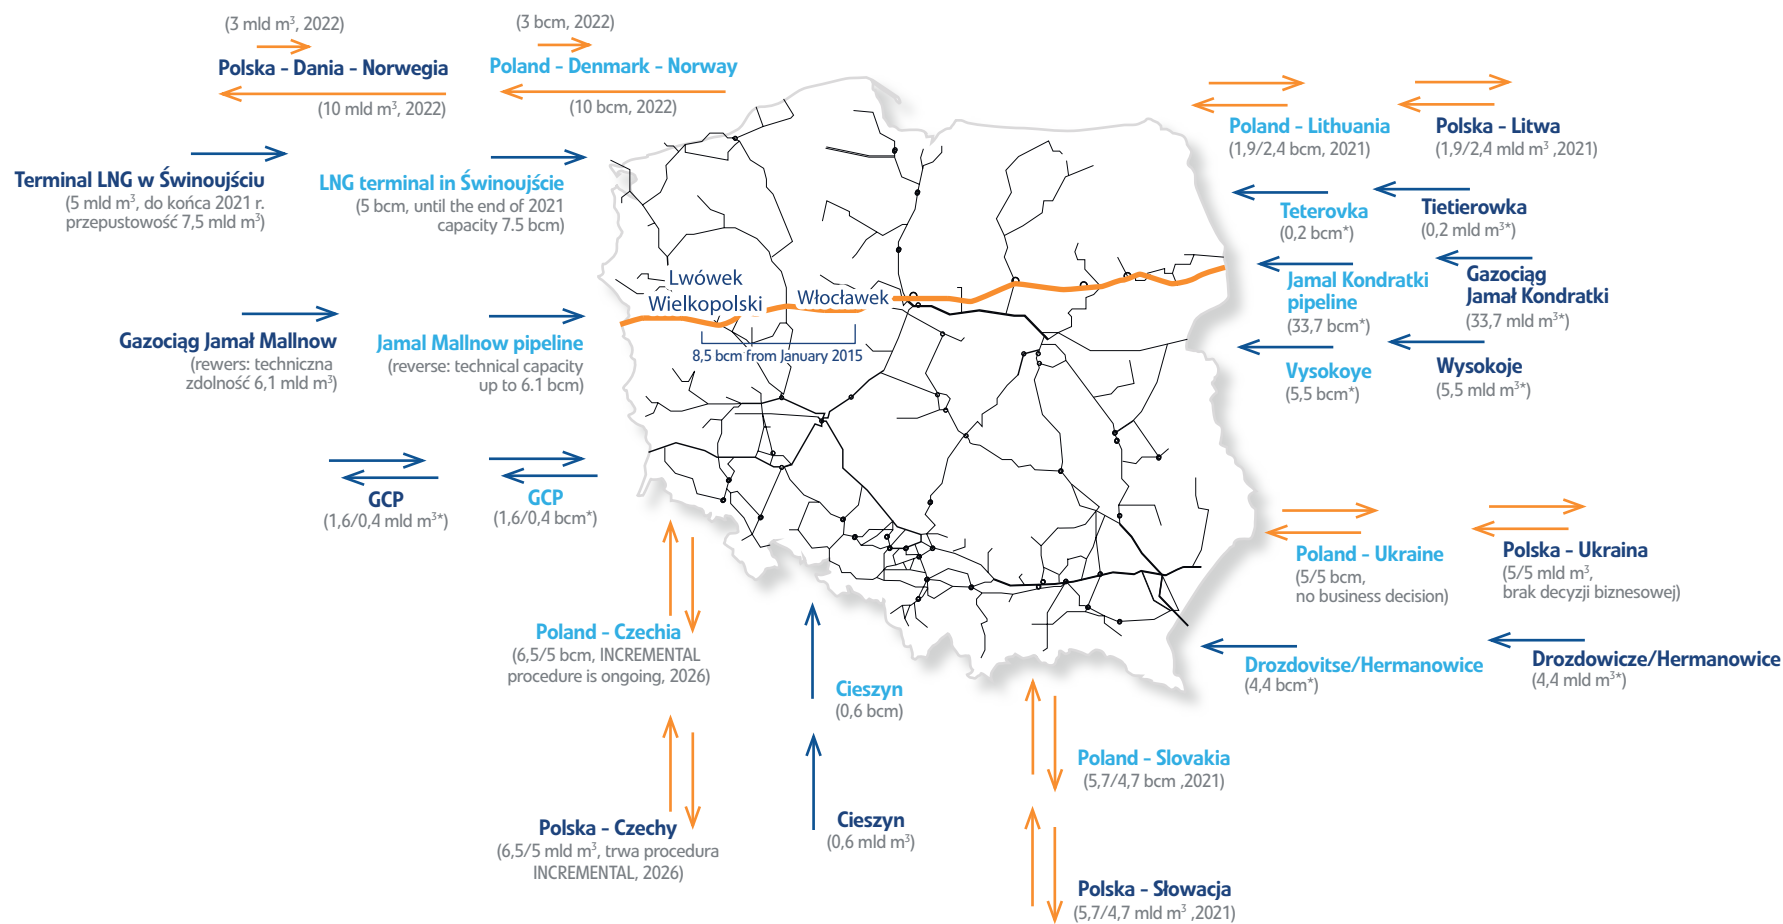 (3 mld m³, 2022)
Polska - Dania - Norwegia
(10 mld m³, 2022)
(3 bcm, 2022)
Poland - Denmark - Norway
(10 bcm, 2022)
Poland - Lithuania
(1,9/2,4 bcm, 2021)
Polska - Litwa
(1,9/2,4 mld m³ ,2021)
Terminal LNG w Świnoujściu
(5 mld m³, do końca 2021 r.
przepustowość 7,5 mld m³)
LNG terminal in Świnoujście
(5 bcm, until the end of 2021
capacity 7.5 bcm)
Teterovka
(0,2 bcm*)
Tietierowka
(0,2 mld m³*)
Lwówek
Wielkopolski
Włocławek
8,5 bcm from January 2015
Jamal Kondratki
pipeline
(33,7 bcm*)
Gazociąg
Jamał Kondratki
(33,7 mld m³*)
Gazociąg Jamał Mallnow
(rewers: techniczna
zdolność 6,1 mld m³)
Jamal Mallnow pipeline
(reverse: technical capacity
up to 6.1 bcm)
Vysokoye
(5,5 bcm*)
Wysokoje
(5,5 mld m³*)
GCP
(1,6/0,4 mld m³*)
GCP
(1,6/0,4 bcm*)
Poland - Ukraine
(5/5 bcm,
no business decision)
Polska - Ukraina
(5/5 mld m³,
brak decyzji biznesowej)
Poland - Czechia
(6,5/5 bcm, INCREMENTAL
procedure is ongoing, 2026)
Cieszyn
(0,6 bcm)
Drozdovitse/Hermanowice
(4,4 bcm*)
Drozdowicze/Hermanowice
(4,4 mld m³*)
Poland - Slovakia
(5,7/4,7 bcm ,2021)
Polska - Czechy
(6,5/5 mld m³, trwa procedura
INCREMENTAL, 2026)
Cieszyn
(0,6 mld m³)
Polska - Słowacja
(5,7/4,7 mld m³ ,2021)